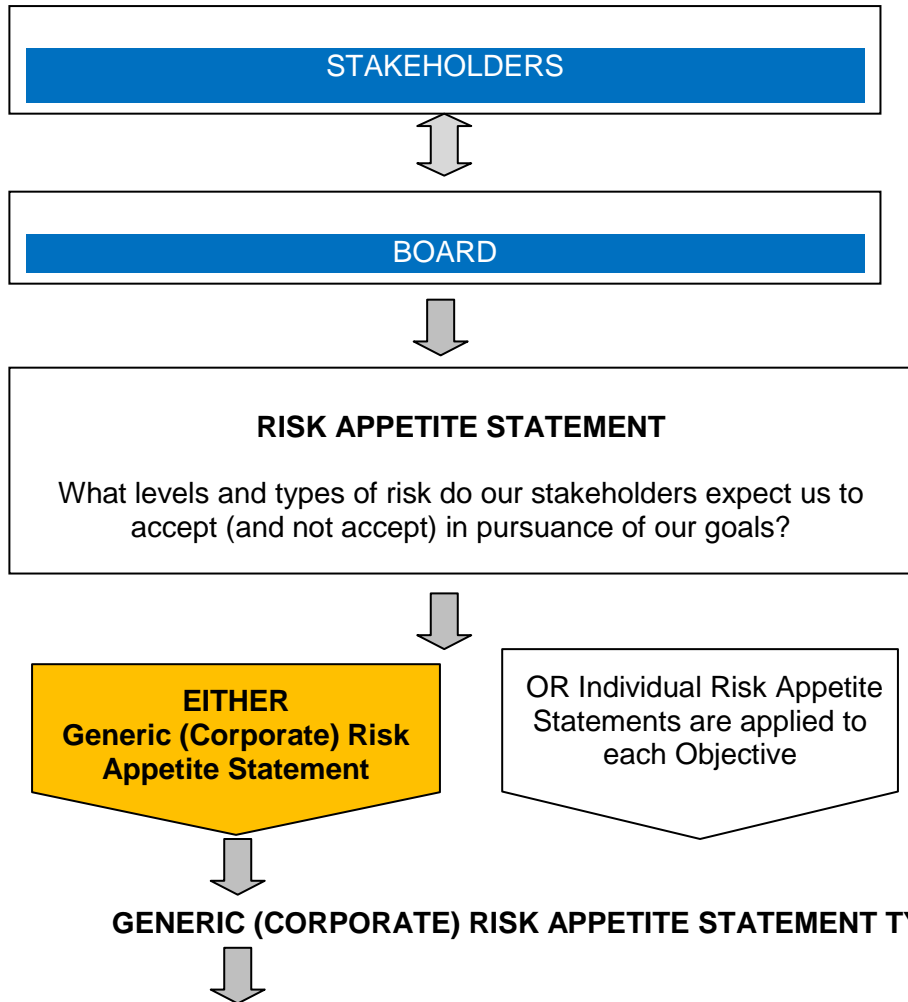 STAKEHOLDERS
BOARD
RISK APPETITE STATEMENT
What levels and types of risk do our stakeholders expect us to
accept (and not accept) in pursuance of our goals?
EITHER
Generic (Corporate) Risk
Appetite Statement
OR Individual Risk Appetite
Statements are applied to
each Objective
GENERIC (CORPORATE) RISK APPETITE STATEMENT